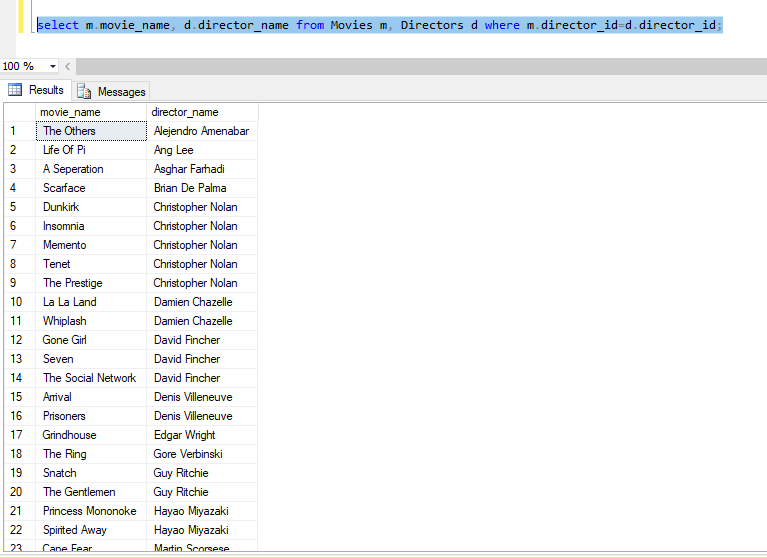 select m.movie_name, d.director_name from Movies m, Directors d where m.director_id=d.director_id;
100 %
Results Messages
movie_name director_name
1 The Others Alejendro Amenabar
2 Life Of Pi Ang Lee
3 A Seperation Asghar Farhadi
4 Scarface Brian De Palma
5 Dunkirk Christopher Nolan
6 Insomnia Christopher Nolan
7 Memento Christopher Nolan
8 Tenet Christopher Nolan
9 The Prestige Christopher Nolan
10 La La Land Damien Chazelle
11 Whiplash Damien Chazelle
12 Gone Girl David Fincher
13 Seven David Fincher
14 The Social Network David Fincher
15 Arrival Denis Villeneuve
16 Prisoners Denis Villeneuve
17 Grindhouse Edgar Wright
18 The Ring Gore Verbinski
19 Snatch Guy Ritchie
20 The Gentlemen Guy Ritchie
21 Princess Mononoke Hayao Miyazaki
22 Spirited Away Hayao Miyazaki
23 Cape Fear Martin Scorsese